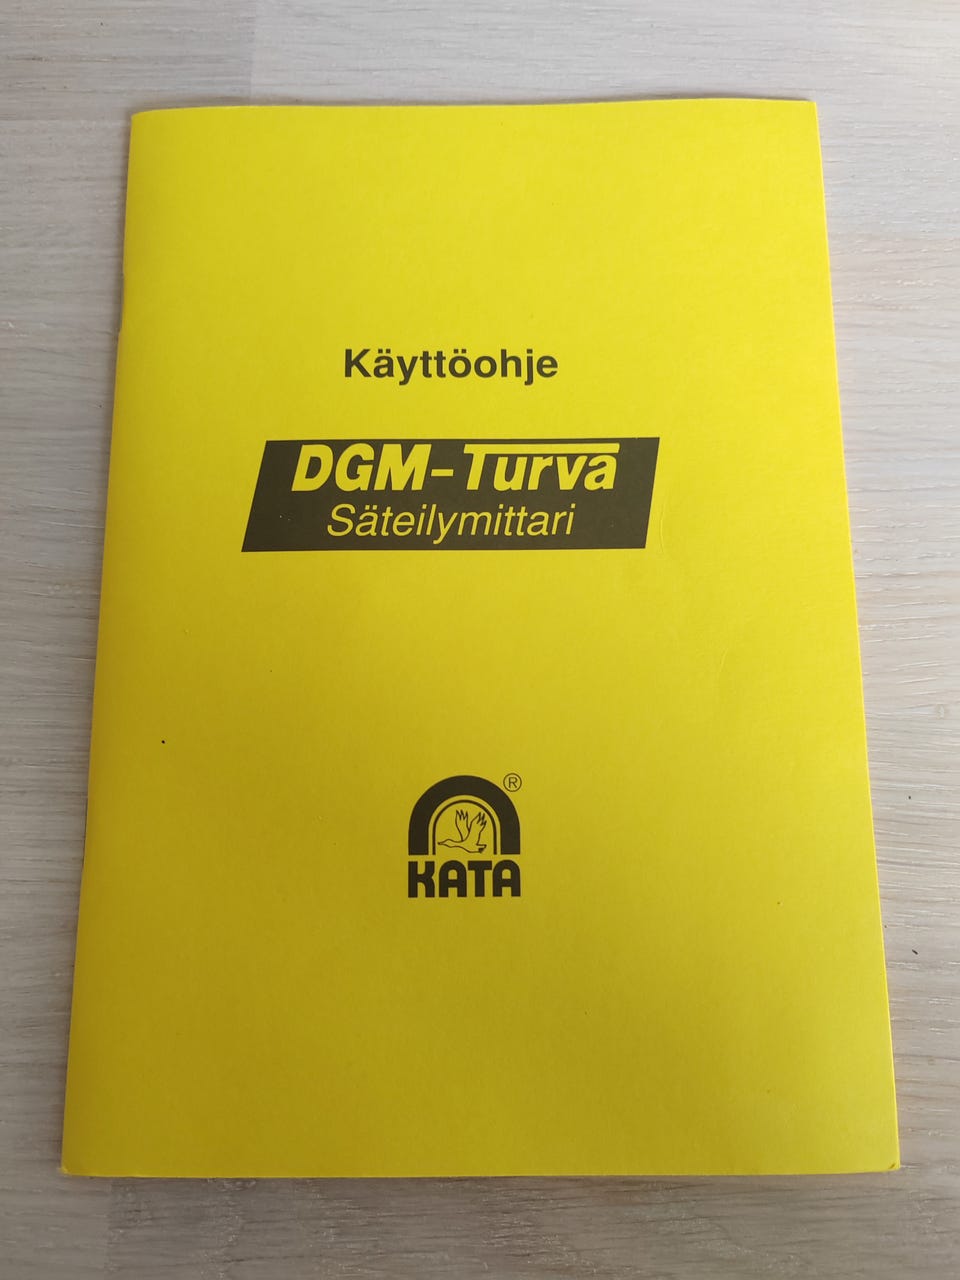 Käyttöohje
DGM-Turva
Säteilymittari
®
KATA